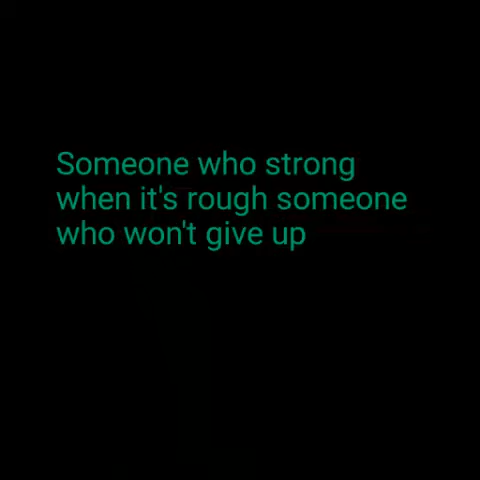 Someone who strong
when it's rough someone
who won't give up